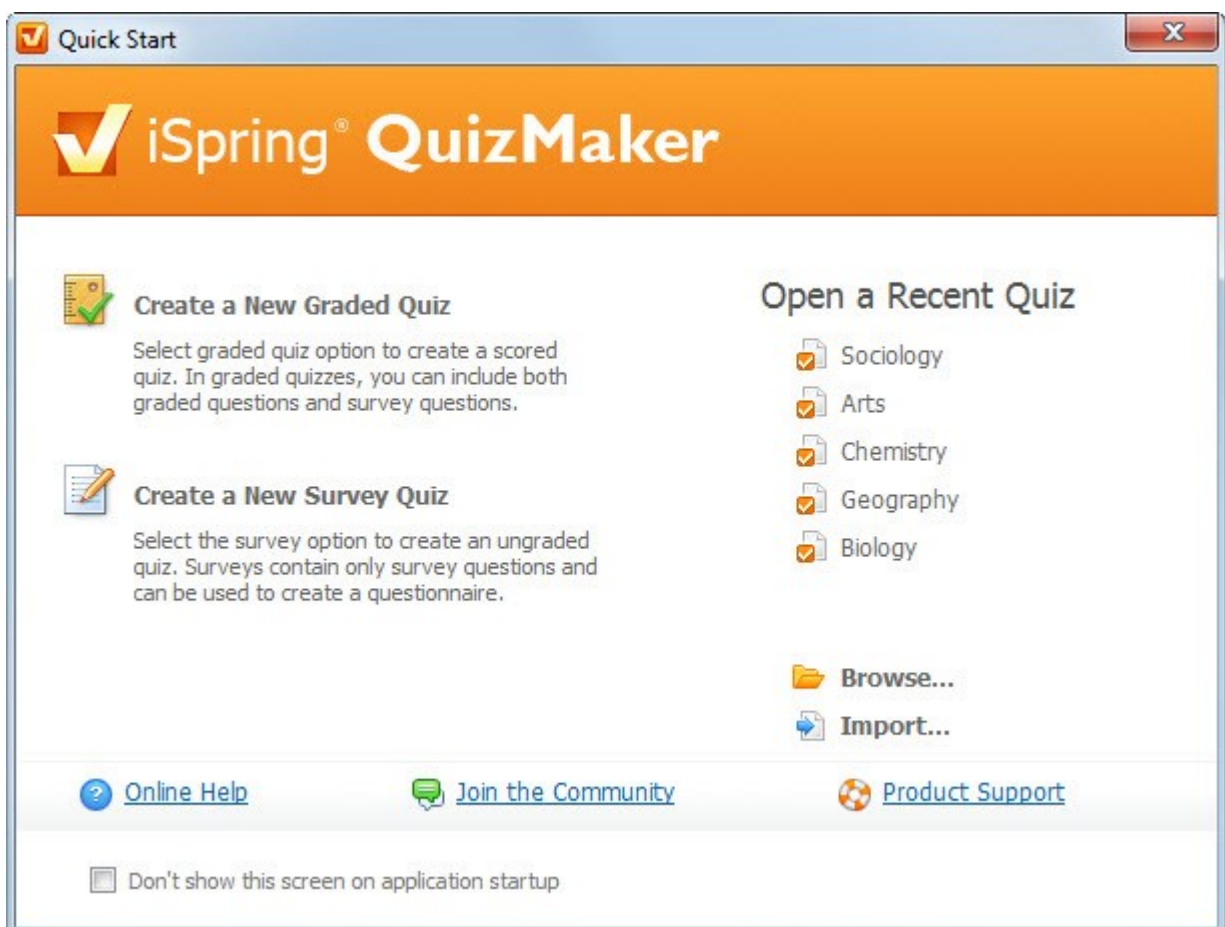 Quick Start
iSpring® QuizMaker
Create a New Graded Quiz
Select graded quiz option to create a scored
quiz. In graded quizzes, you can include both
graded questions and survey questions.
Create a New Survey Quiz
Select the survey option to create an ungraded
quiz. Surveys contain only survey questions and
can be used to create a questionnaire.
Open a Recent Quiz
Sociology
Arts
Chemistry
Geography
Biology
Browse...
Import...
Online Help
Join the Community
Product Support
Don't show this screen on application startup